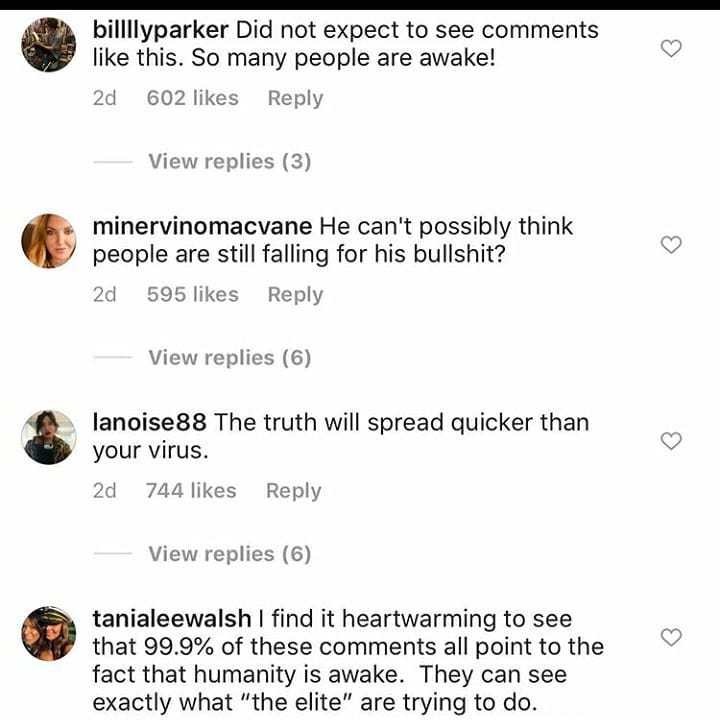 billllyparker Did not expect to see comments
like this. So many people are awake!
2d 602 likes Reply
View replies (3)
minervinomacvane He can't possibly think
people are still falling for his bullshit?
2d 595 likes Reply
View replies (6)
lanoise88 The truth will spread quicker than
your virus.
2d 744 likes Reply
View replies (6)
tanialeewalsh I find it heartwarming to see
that 99.9% of these comments all point to the
fact that humanity is awake.  They can see
exactly what “the elite” are trying to do.